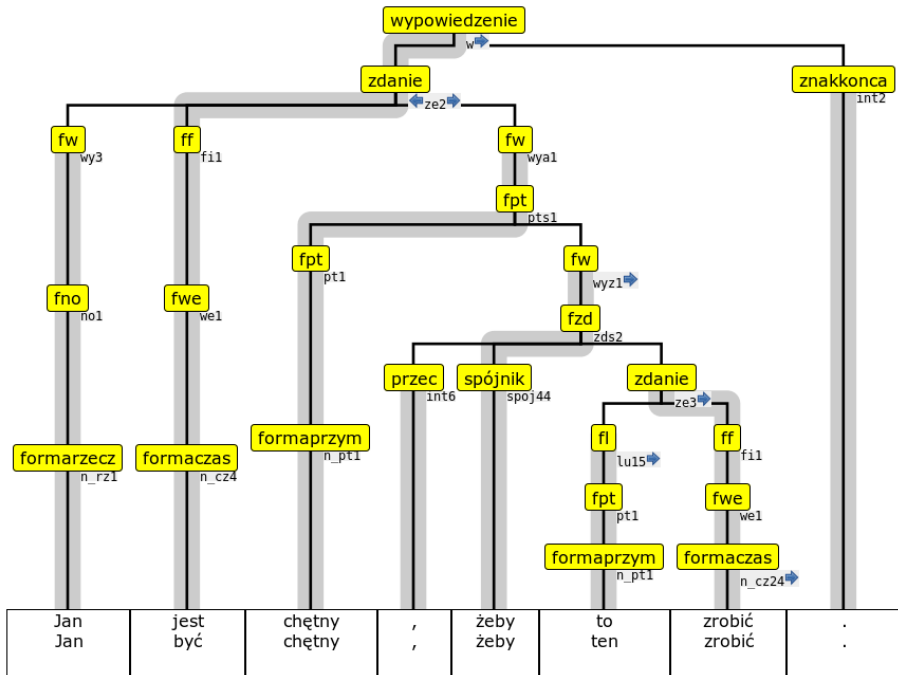 wypowiedzenie
w
zdanie znakkonca
ze2 int2
fw ff fw
wy3 fi1 wya1
fpt
pts1
fpt fw
pt1 wyz1
fno fwe fzd
no1 we1 zds2
przec spójnik zdanie
int6 spoj44 ze3
formaprzym fl ff
n_pt1 lu15 fi1
formarzecz formaczas
n_rz1 n_cz4
fpt fwe
pt1 we1
formaprzym formaczas
n_pt1 n_cz24
Jan jest chętny , żeby to zrobić .
Jan być chętny , żeby ten zrobić .